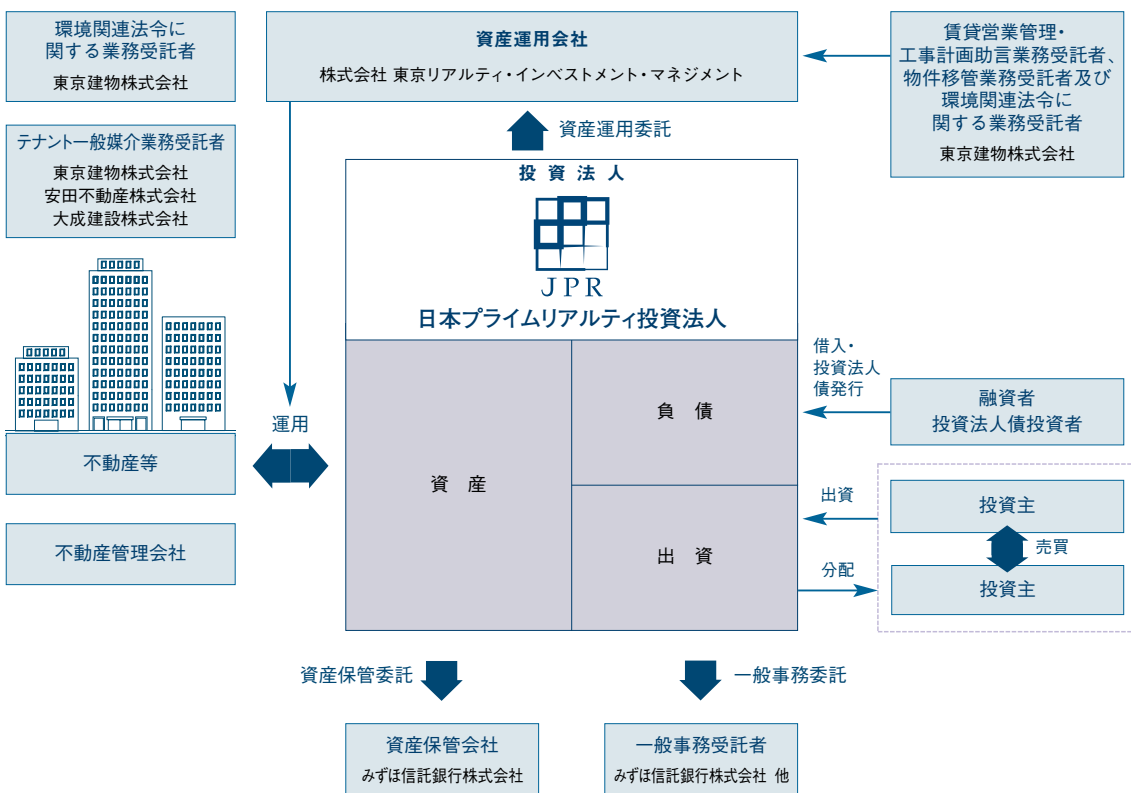 環境関連法令に
関する業務受託者
東京建物株式会社
テナント一般媒介業務受託者
東京建物株式会社
安田不動産株式会社
大成建設株式会社
資産運用会社
株式会社 東京リアルティ・インベストメント・マネジメント
賃貸営業管理・
工事計画助言業務受託者、
物件移管業務受託者及び
環境関連法令に
関する業務受託者
東京建物株式会社
資産運用委託
投資法人
JPR
日本プライムリアルティ投資法人
運用
不動産等
不動産管理会社
資 産
負 債
出 資
借入・
投資法人
債発行
融資者
投資法人債投資者
出資
分配
投資主
売買
投資主
資産保管委託
一般事務委託
資産保管会社
みずほ信託銀行株式会社
一般事務受託者
みずほ信託銀行株式会社 他